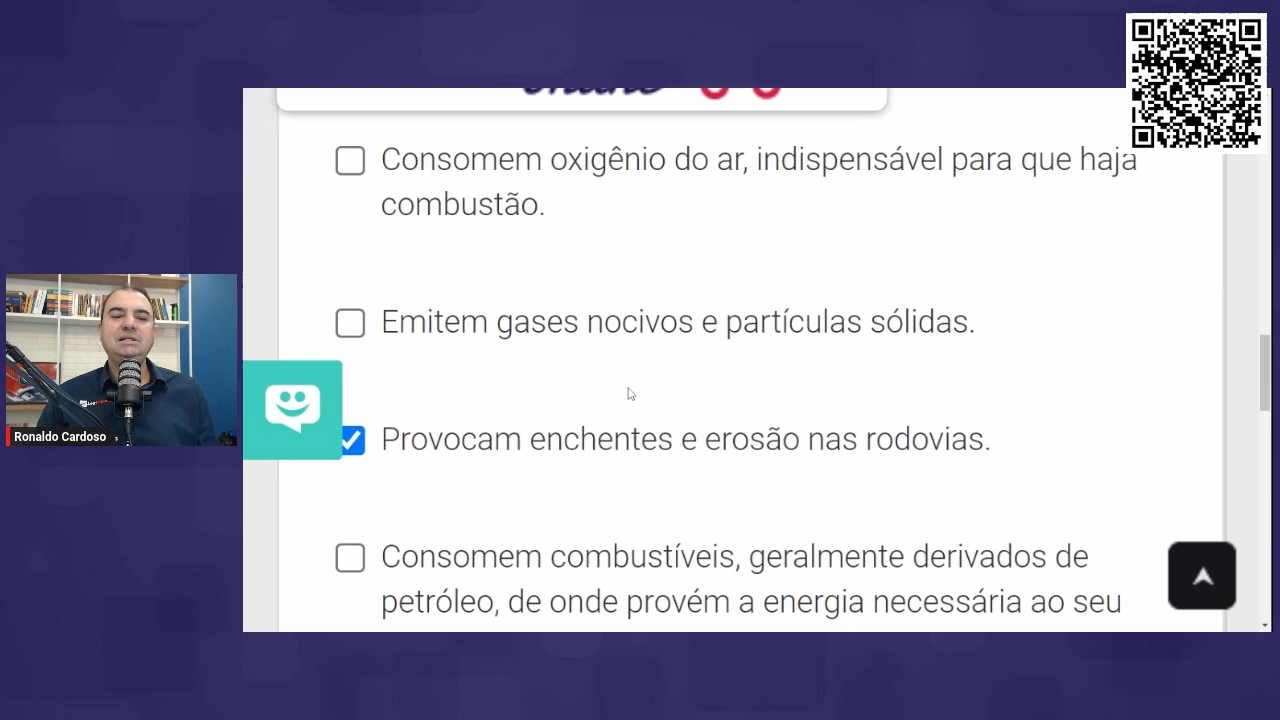 Consomem oxigênio do ar, indispensável para que haja
combustão.
Emitem gases nocivos e partículas sólidas.
Provocam enchentes e erosão nas rodovias.
Consomem combustíveis, geralmente derivados de
petróleo, de onde provém a energia necessária ao seu
Ronaldo Cardoso